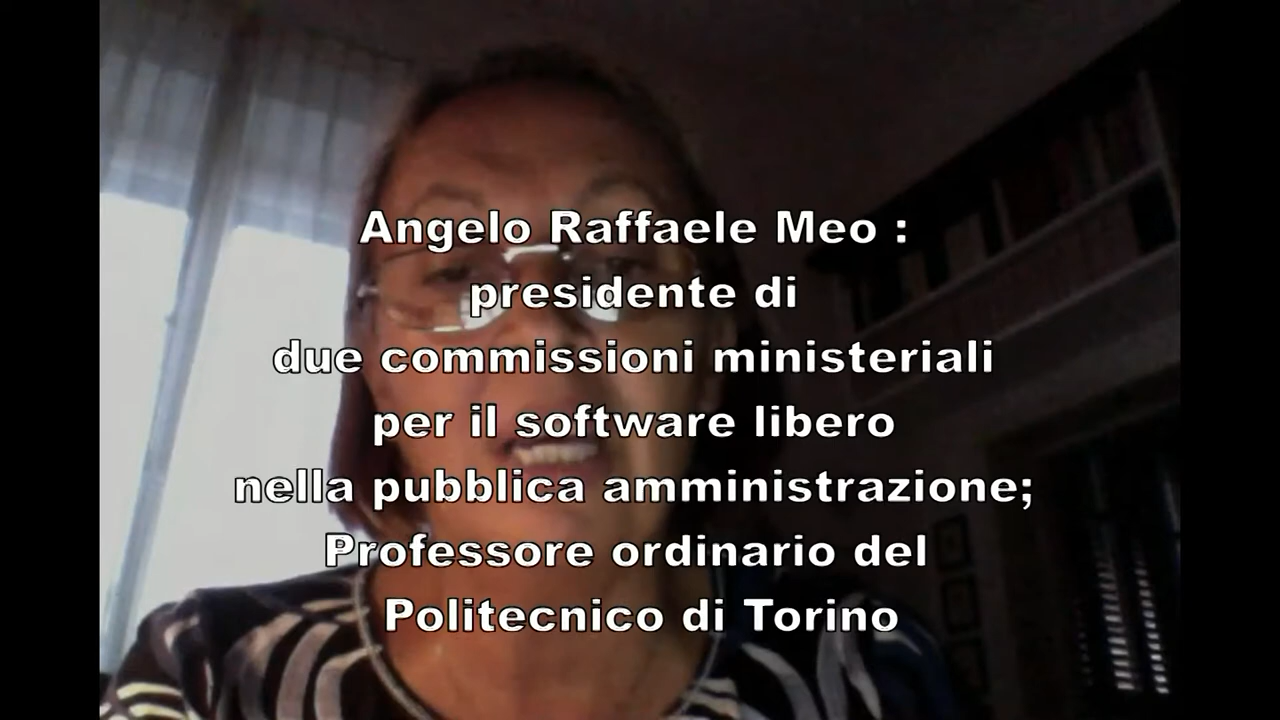 Angelo Raffaele Meo :
presidente di
due commissioni ministeriali
per il software libero
nella pubblica amministrazione;
Professore ordinario del
Politecnico di Torino